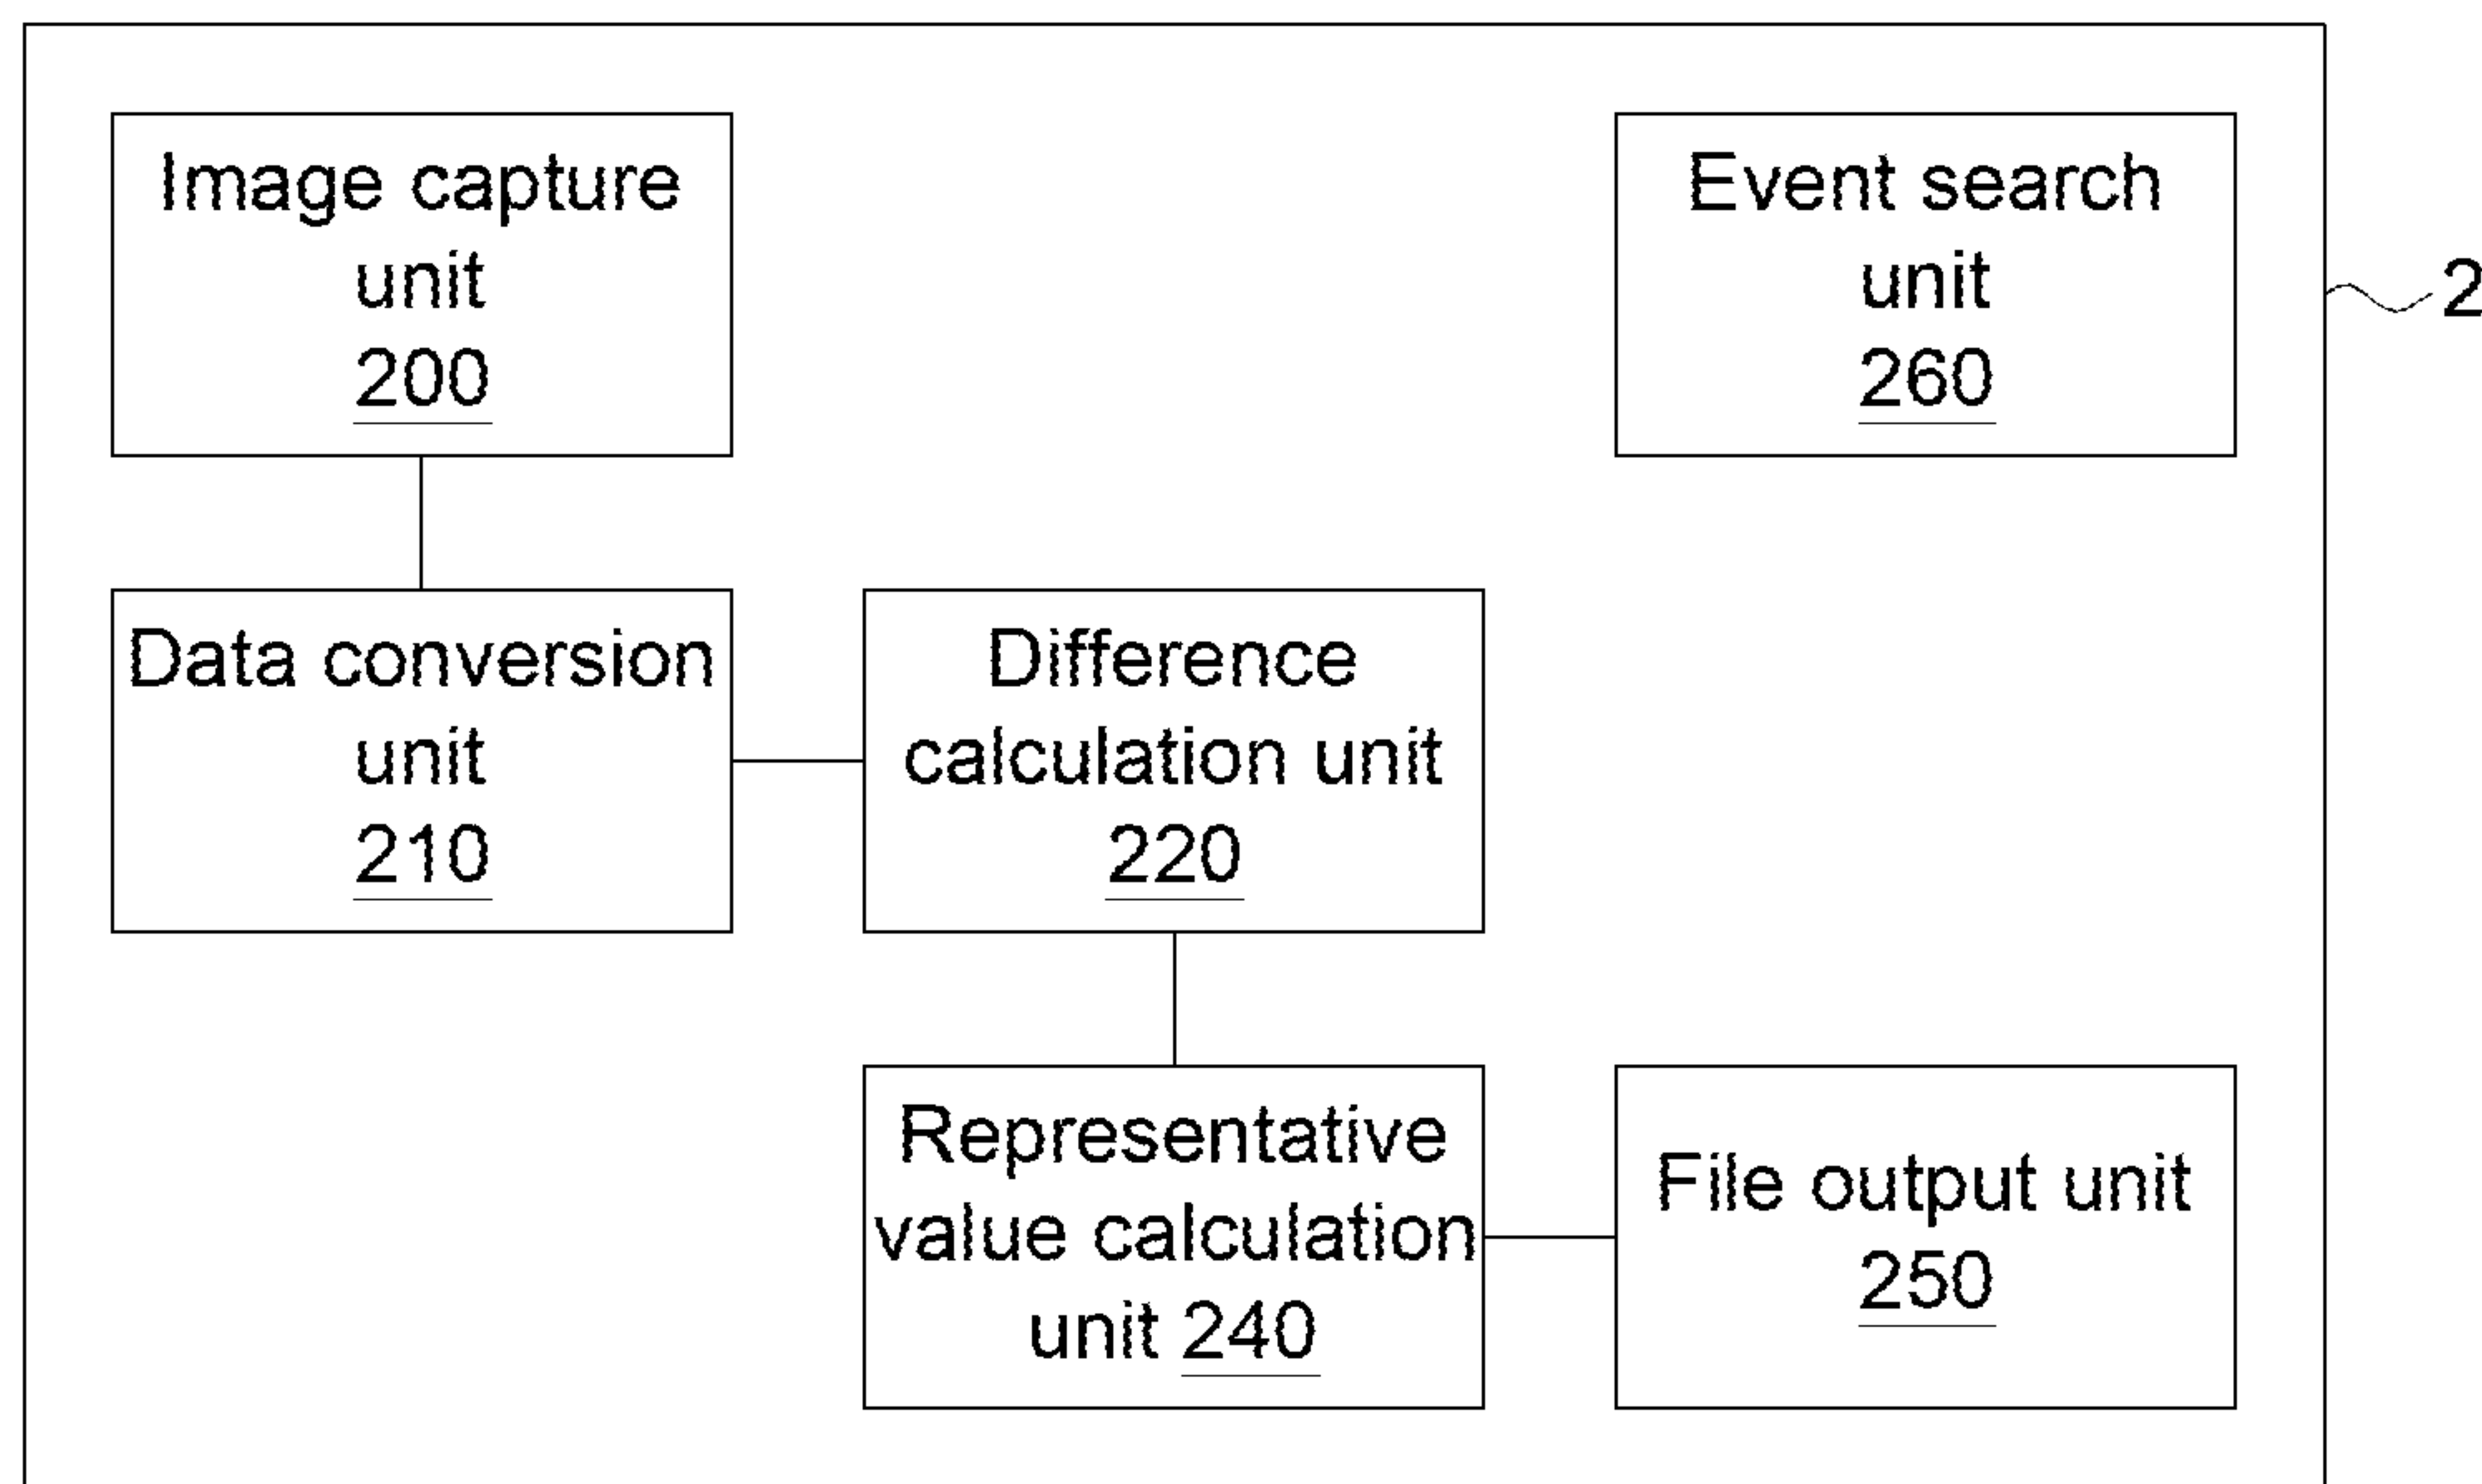 Image capture
unit
200
Event search
unit
260
2
Data conversion
unit
210
Difference
calculation unit
220
Representative
value calculation
unit 240
File output unit
250